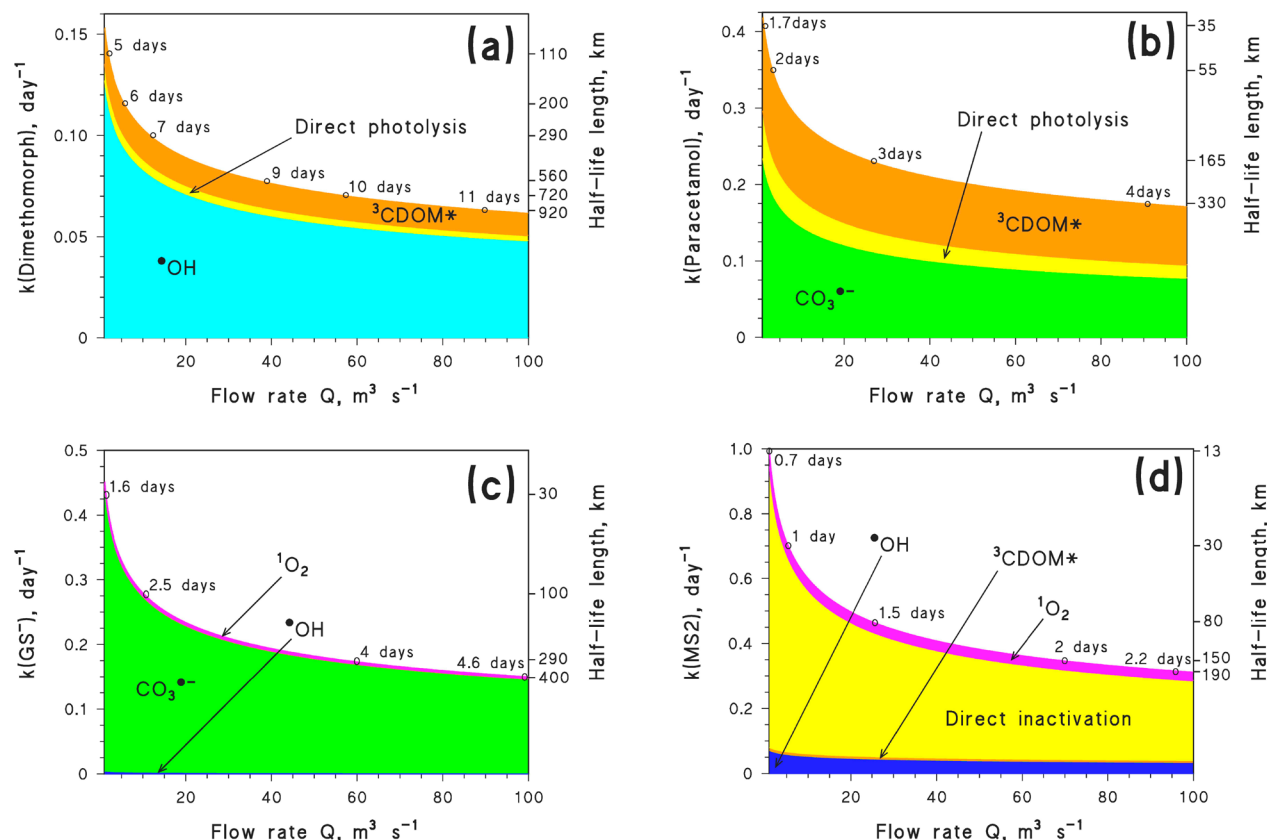 (a)
k(Dimethomorph), day⁻¹
0.15
0.10
0.05
0
5 days
6 days
7 days
9 days
10 days
11 days
Direct photolysis
³CDOM*
•OH
110
200
290
560
720
920
Half-life length, km
20 40 60 80 100
Flow rate Q, m³ s⁻¹
(b)
k(Paracetamol), day⁻¹
0.4
0.3
0.2
0.1
0
1.7days
2days
3days
4days
Direct photolysis
³CDOM*
CO₃•⁻
35
55
165
330
Half-life length, km
20 40 60 80 100
Flow rate Q, m³ s⁻¹
(c)
k(GS⁻), day⁻¹
0.5
0.4
0.3
0.2
0.1
0
1.6 days
2.5 days
4 days
4.6 days
¹O₂
•OH
CO₃•⁻
30
100
290
400
Half-life length, km
20 40 60 80 100
Flow rate Q, m³ s⁻¹
(d)
k(MS2), day⁻¹
1.0
0.8
0.6
0.4
0.2
0
0.7 days
1 day
1.5 days
2 days
2.2 days
•OH
³CDOM*
¹O₂
Direct inactivation
13
30
80
150
190
Half-life length, km
20 40 60 80 100
Flow rate Q, m³ s⁻¹